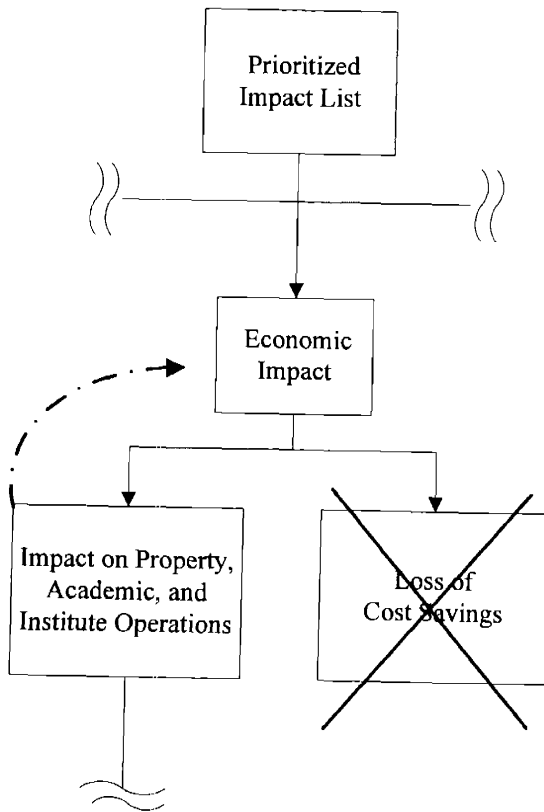 Prioritized
Impact List
Economic
Impact
Impact on Property,
Academic, and
Institute Operations
Loss of
Cost Savings